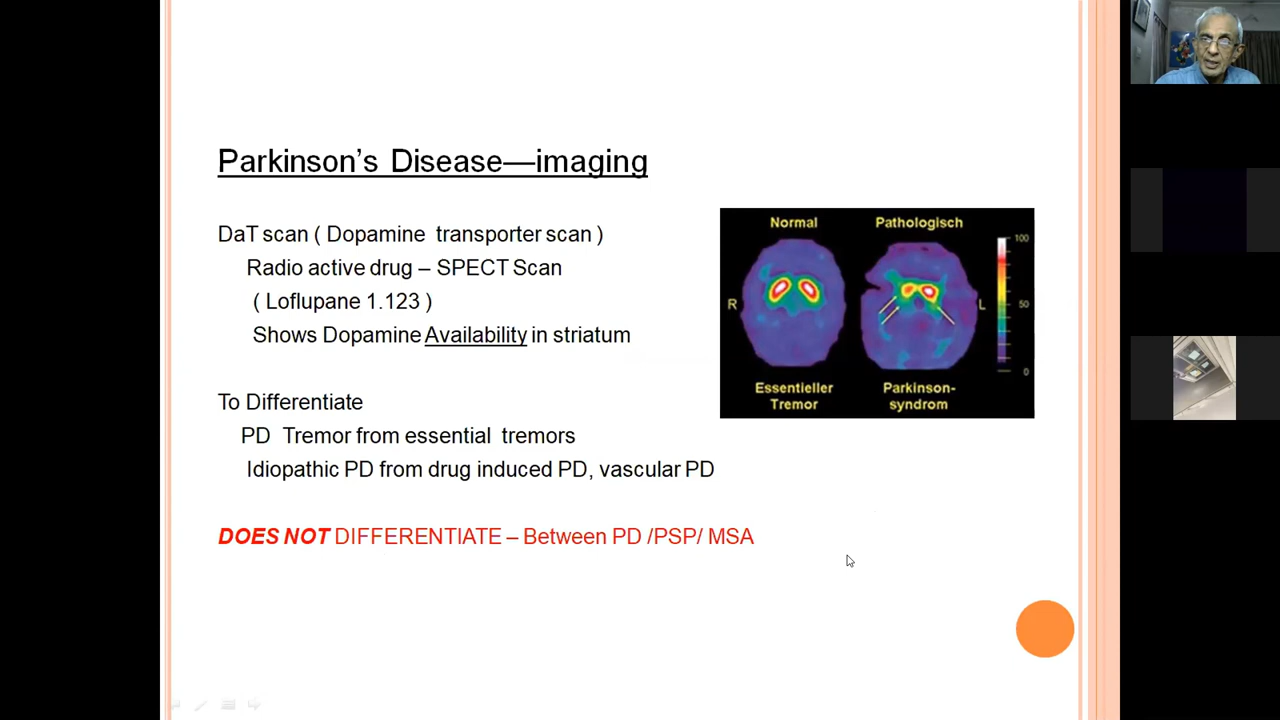 Parkinson's Disease—imaging
DaT scan ( Dopamine transporter scan )
Radio active drug – SPECT Scan
( Loflupane 1.123 )
Shows Dopamine Availability in striatum
To Differentiate
PD Tremor from essential tremors
Idiopathic PD from drug induced PD, vascular PD
DOES NOT DIFFERENTIATE – Between PD /PSP/ MSA
Normal
Pathologisch
100
R
L
50
0
Essentieller
Tremor
Parkinson-
syndrom